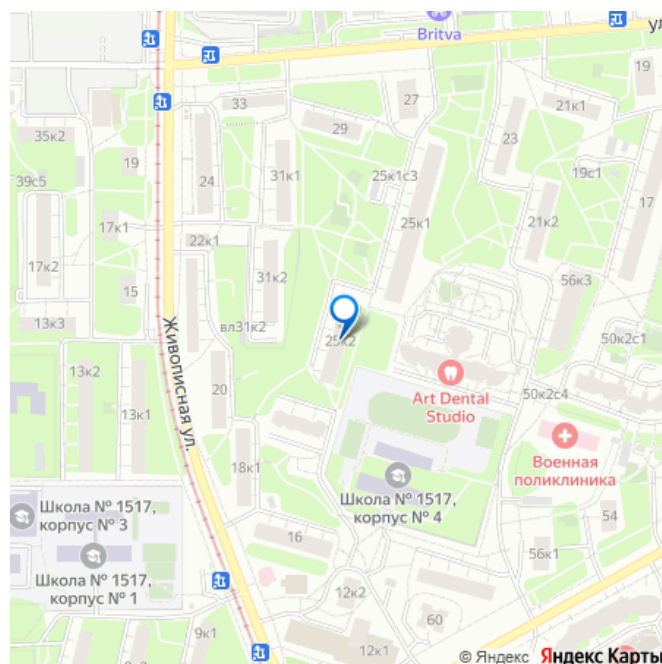 Britva
ул
35к2
33
29
27
21к1
19
39с5
19
24
31к1
25к1с3
23
19с1
17
17к1
22к1
25к1
21к2
17к2
31к2
56к3
15
13к3
вл31к2
Живописная ул.
25к2
50к2с1
13к2
13к1
20
Art Dental
Studio
50к2с4
18к1
Военная
поликлиника
Школа № 1517,
корпус № 4
Школа № 1517,
корпус № 3
54
16
56к1
Школа № 1517,
корпус № 1
12к2
60
9к1
12к1
© Яндекс Яндекс Карты